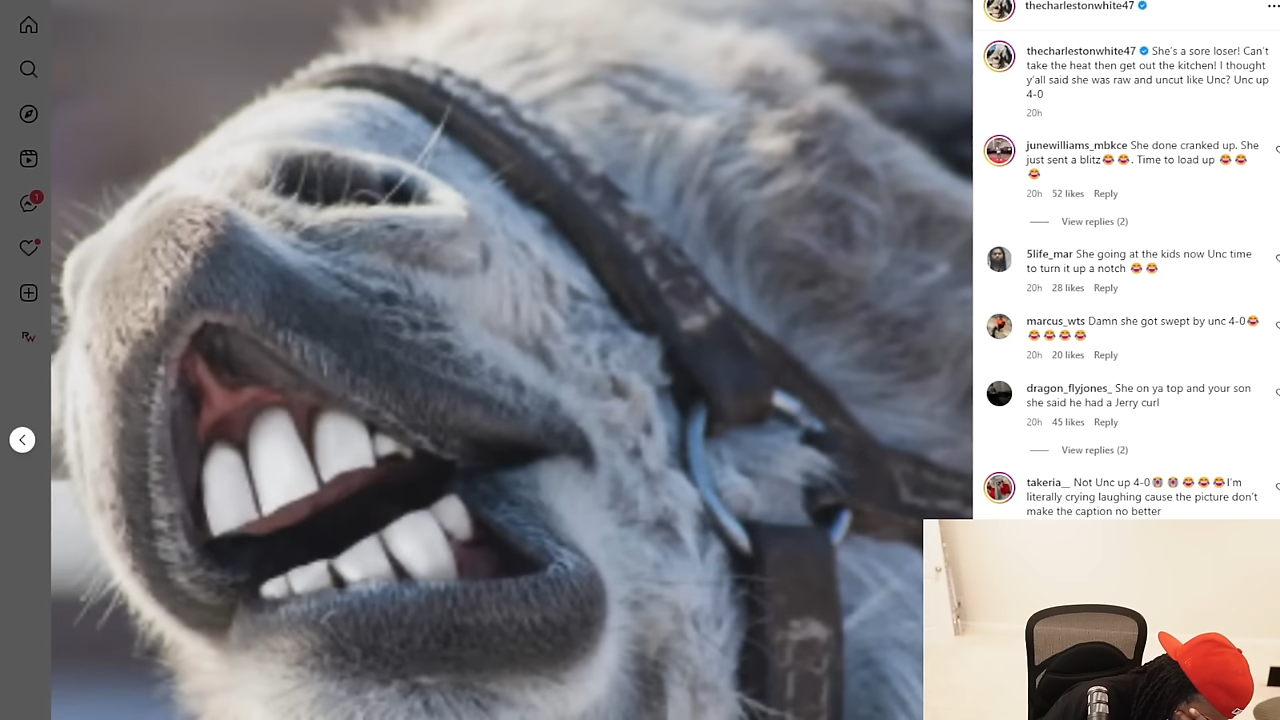 thecharlestonwhite47
thecharlestonwhite47 She's a sore loser! Can't
take the heat then get out the kitchen! I thought
y'all said she was raw and uncut like Unc? Unc up
4-0
20h
junewilliams_mbkce She done cranked up. She
just sent a blitz😂😂. Time to load up 😂😂
😂
20h 52 likes Reply
View replies (2)
5life_mar She going at the kids now Unc time
to turn it up a notch 😂😂
20h 28 likes Reply
marcus_wts Damn she got swept by unc 4-0😂
😂😂😂😂
20h 20 likes Reply
dragon_flyjones_ She on ya top and your son
she said he had a Jerry curl
20h 45 likes Reply
View replies (2)
takeria__ Not Unc up 4-0😭😭😂😂😂I'm
literally crying laughing cause the picture don't
make the caption no better
1
RW